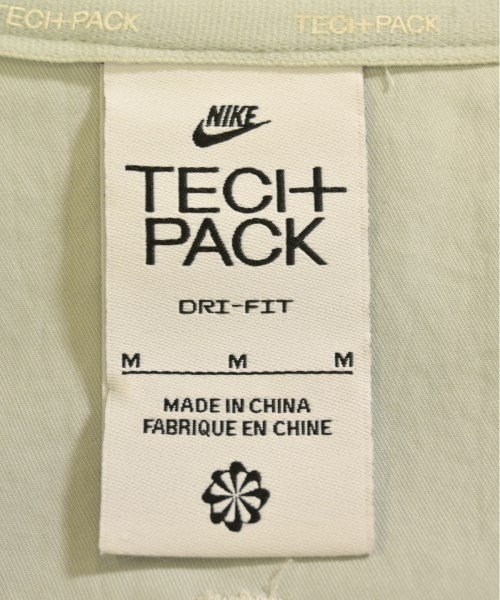 TECH+PACK TECH+PACK
NIKE
TECH+
PACK
DRI-FIT
M M M
MADE IN CHINA
FABRIQUE EN CHINE